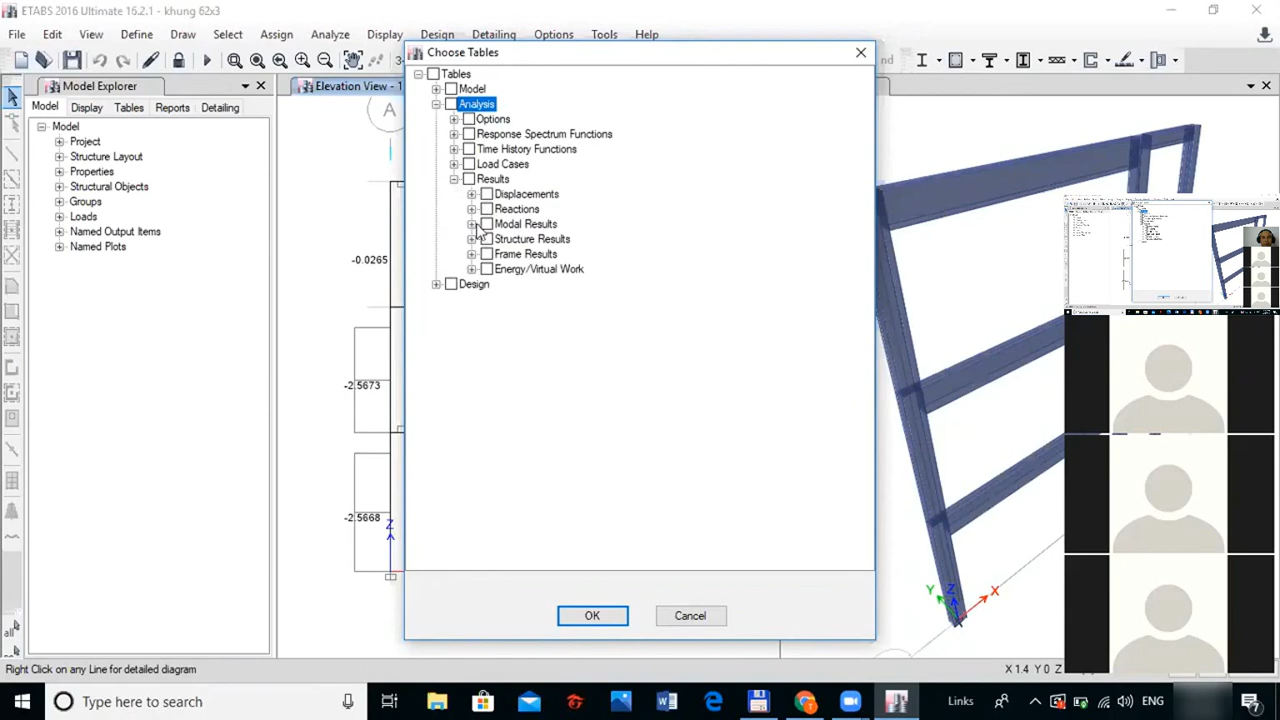 ETABS 2016 Ultimate 16.2.1 - khung 62x3
File Edit View Define Draw Select Assign Analyze Display Design Detailing Options Tools Help
Model Explorer
Model Display Tables Reports Detailing
Model
Project
Structure Layout
Properties
Structural Objects
Groups
Loads
Named Output Items
Named Plots
Elevation View - 1
A
-0.0265
-2.5673
-2.5668
Z
Choose Tables
Tables
Model
Analysis
Options
Response Spectrum Functions
Time History Functions
Load Cases
Results
Displacements
Reactions
Modal Results
Structure Results
Frame Results
Energy/Virtual Work
Design
OK Cancel
Y Z X
all
Right Click on any Line for detailed diagram
X 1.4 Y 0 Z
Type here to search
Links
ENG
7